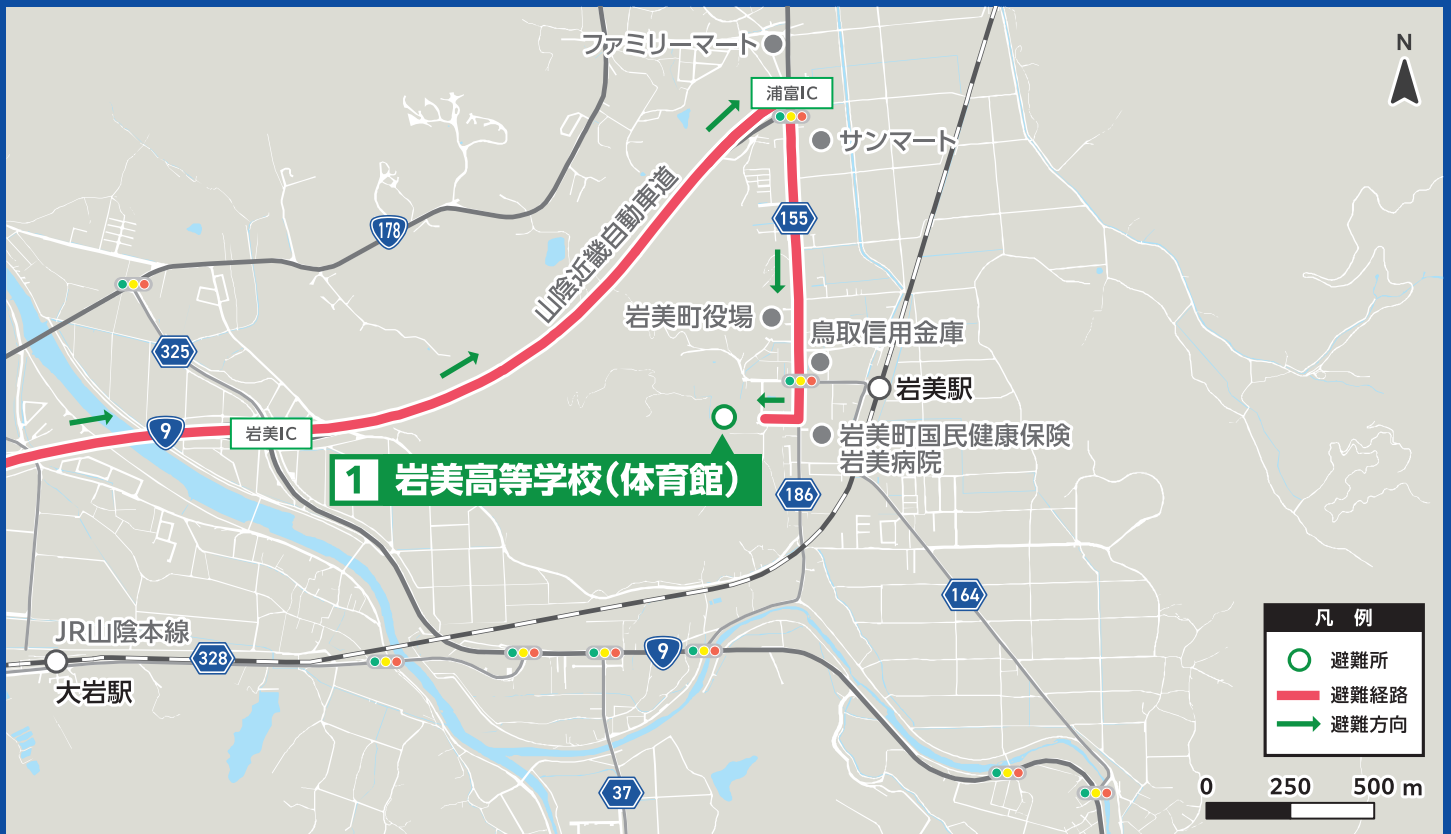 ファミリーマート
N
浦富IC
サンマート
山陰近畿自動車道
155
178
岩美町役場
鳥取信用金庫
325
岩美駅
9
岩美IC
岩美町国民健康保険
岩美病院
1 岩美高等学校(体育館)
186
164
JR山陰本線
328
9
大岩駅
37
凡 例
避難所
避難経路
避難方向
0 250 500 m